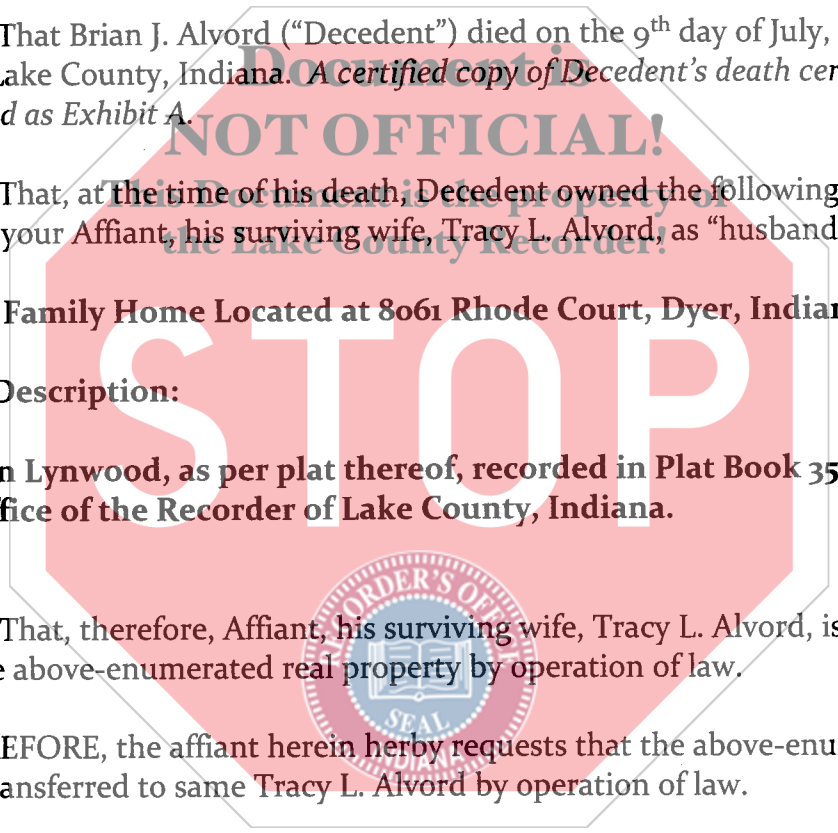 That Brian J. Alvord (“Decedent”) died on the 9th day of July,
Lake County, Indiana. A certified copy of Decedent’s death cer
d as Exhibit A.
Document is
NOT OFFICIAL!
This Document is the property of
the Lake County Recorder!
That, at the time of his death, Decedent owned the following
your Affiant, his surviving wife, Tracy L. Alvord, as “husband
Family Home Located at 8061 Rhode Court, Dyer, Indian
STOP
Description:
n Lynwood, as per plat thereof, recorded in Plat Book 35
fice of the Recorder of Lake County, Indiana.
That, therefore, Affiant, his surviving wife, Tracy L. Alvord, is
e above-enumerated real property by operation of law.
EFORE, the affiant herein herby requests that the above-enu
ansferred to same Tracy L. Alvord by operation of law.
RECORDER'S OFFICE
SEAL
INDIANA